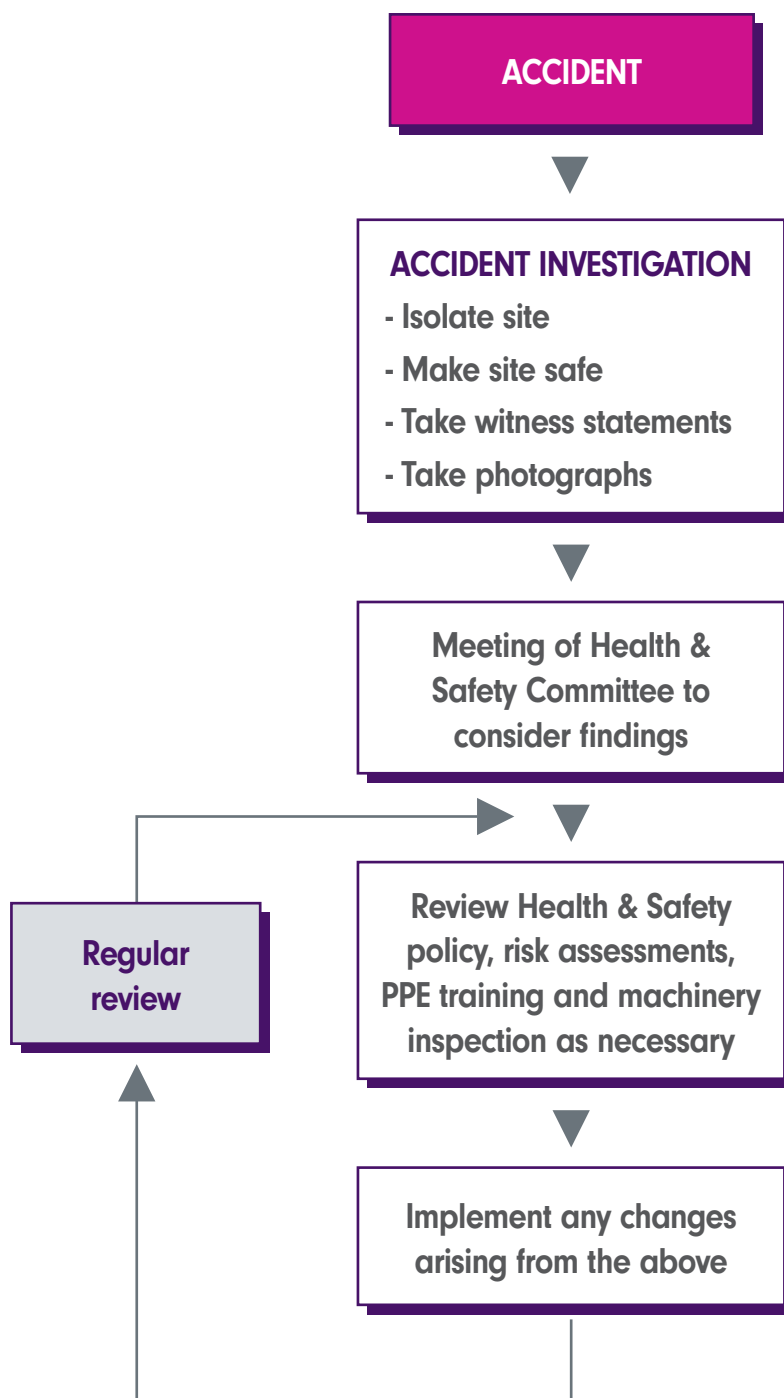 ACCIDENT
ACCIDENT INVESTIGATION
- Isolate site
- Make site safe
- Take witness statements
- Take photographs
Meeting of Health &
Safety Committee to
consider findings
Review Health & Safety
policy, risk assessments,
PPE training and machinery
inspection as necessary
Regular
review
Implement any changes
arising from the above